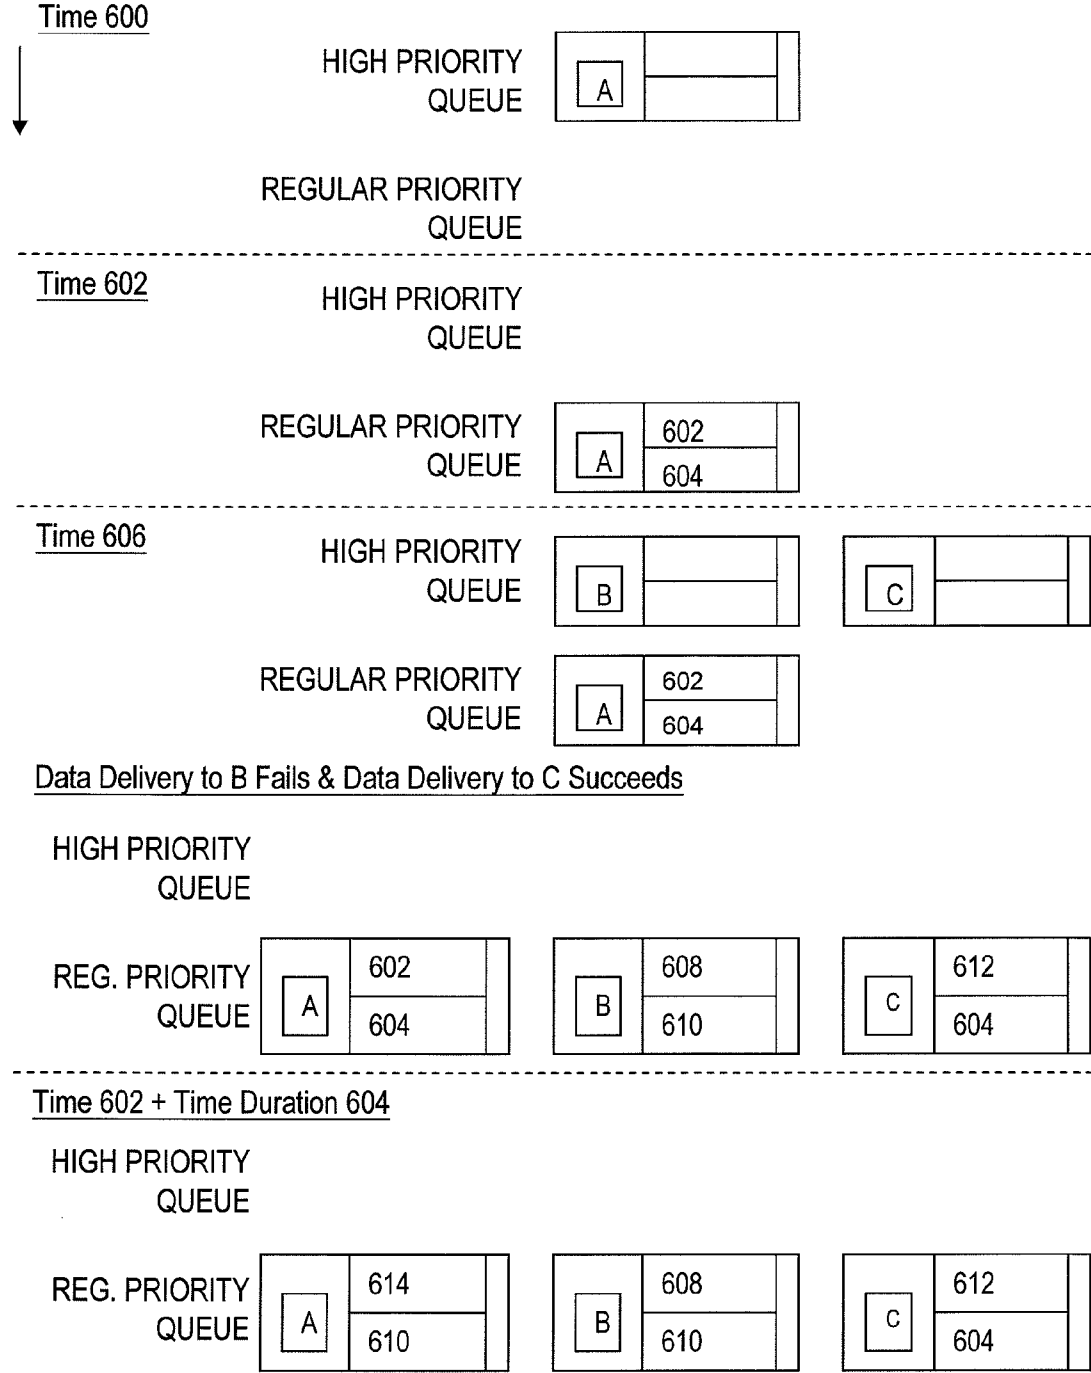 Time 600
HIGH PRIORITY
QUEUE
A
REGULAR PRIORITY
QUEUE
Time 602
HIGH PRIORITY
QUEUE
REGULAR PRIORITY
QUEUE
A
602
604
Time 606
HIGH PRIORITY
QUEUE
B
C
REGULAR PRIORITY
QUEUE
A
602
604
Data Delivery to B Fails & Data Delivery to C Succeeds
HIGH PRIORITY
QUEUE
REG. PRIORITY
QUEUE
A
602
604
B
608
610
C
612
604
Time 602 + Time Duration 604
HIGH PRIORITY
QUEUE
REG. PRIORITY
QUEUE
A
614
610
B
608
610
C
612
604